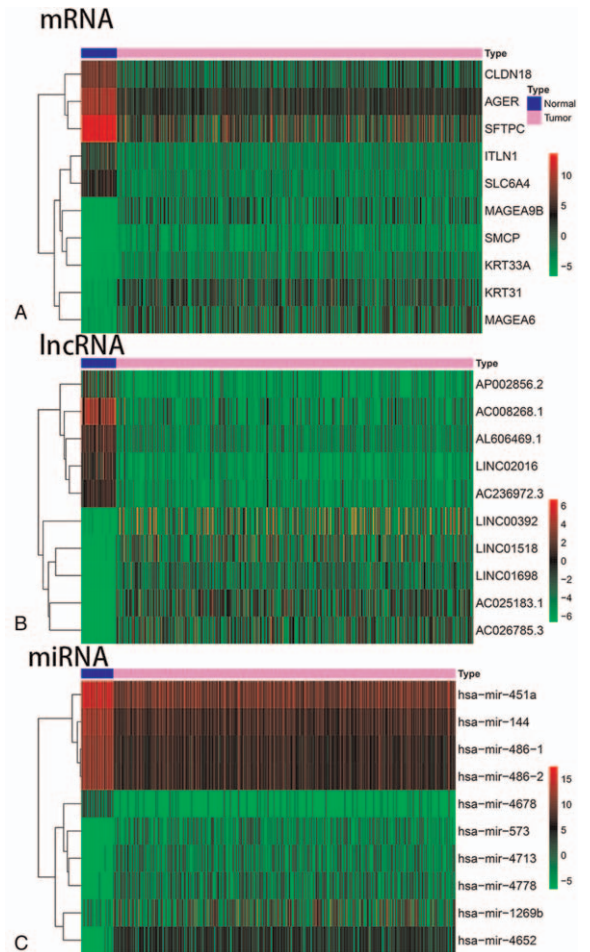 mRNA
Type
CLDN18
AGER
SFTPC
ITLN1
SLC6A4
MAGEA9B
SMCP
KRT33A
KRT31
MAGEA6
Type
Normal
Tumor
10
5
0
−5
A
lncRNA
Type
AP002856.2
AC008268.1
AL606469.1
LINC02016
AC236972.3
LINC00392
LINC01518
LINC01698
AC025183.1
AC026785.3
6
4
2
0
−2
−4
−6
B
miRNA
Type
hsa−mir−451a
hsa−mir−144
hsa−mir−486−1
hsa−mir−486−2
hsa−mir−4678
hsa−mir−573
hsa−mir−4713
hsa−mir−4778
hsa−mir−1269b
hsa−mir−4652
15
10
5
0
−5
C